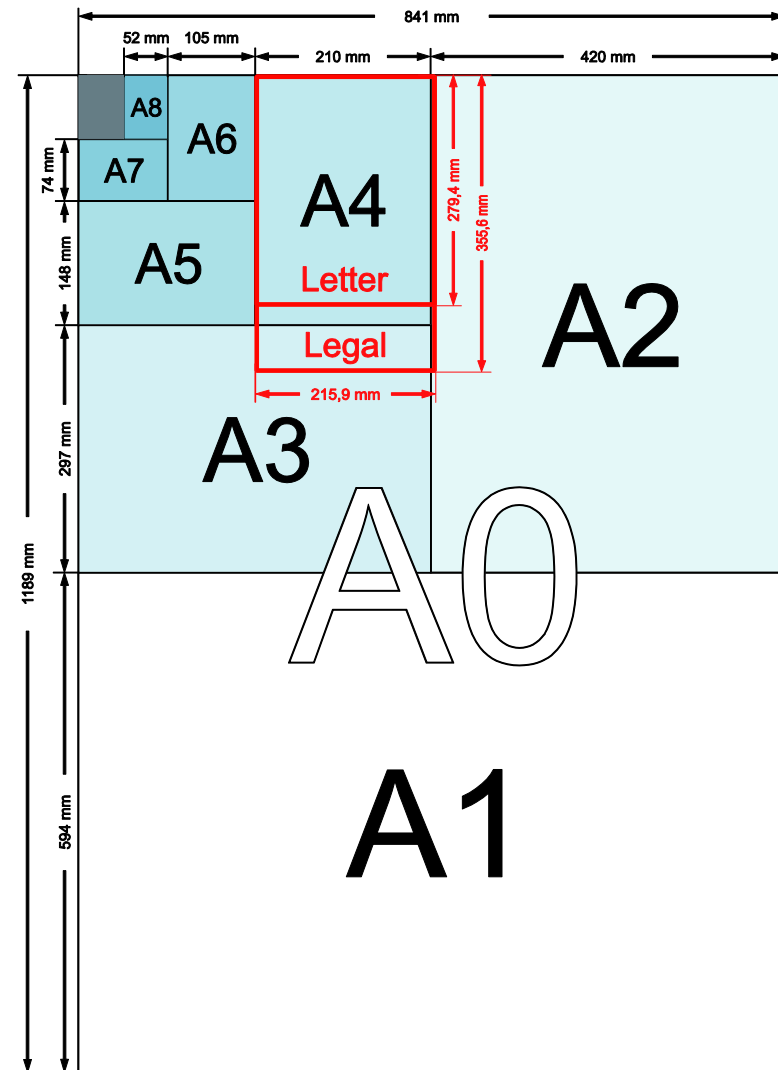 841 mm
52 mm
105 mm
210 mm
420 mm
A8
A6
A7
A4
74 mm
279,4 mm
355,6 mm
148 mm
A5
Letter
Legal
A2
215,9 mm
A3
297 mm
A0
1189 mm
A1
594 mm